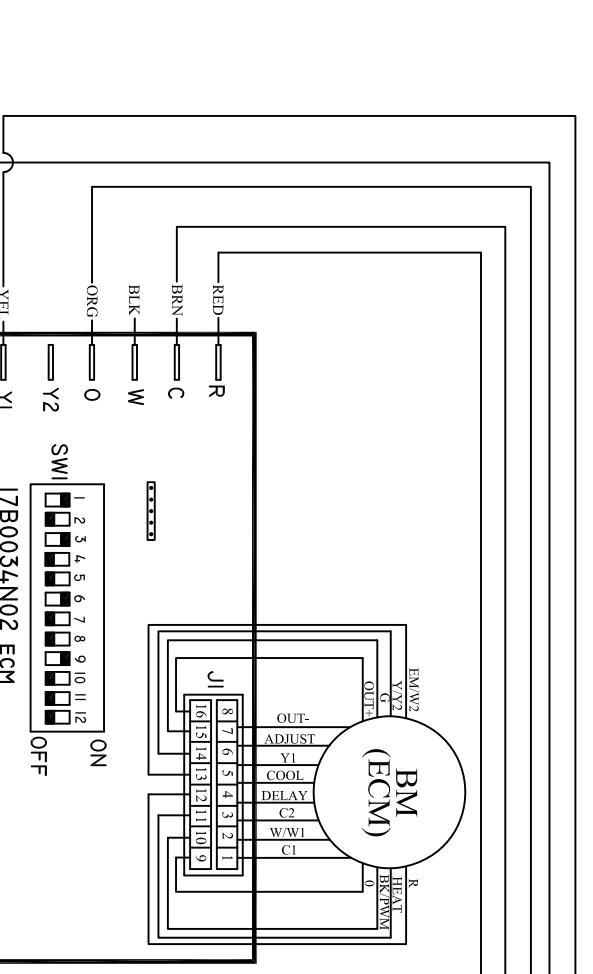 YEL
ORG
BLK
BRN
RED
Y1
Y2
O
W
C
R
SW1
1
2
3
4
5
6
7
8
9
10
11
12
ON
OFF
17B0034N02 ECM
J1
16 8
15 7
14 6
13 5
12 4
11 3
10 2
9 1
OUT-
ADJUST
Y1
COOL
DELAY
C2
W/W1
C1
EM/W2
Y/Y2
G
OUT+
BM
(ECM)
R
HEAT
BK/PWM
0